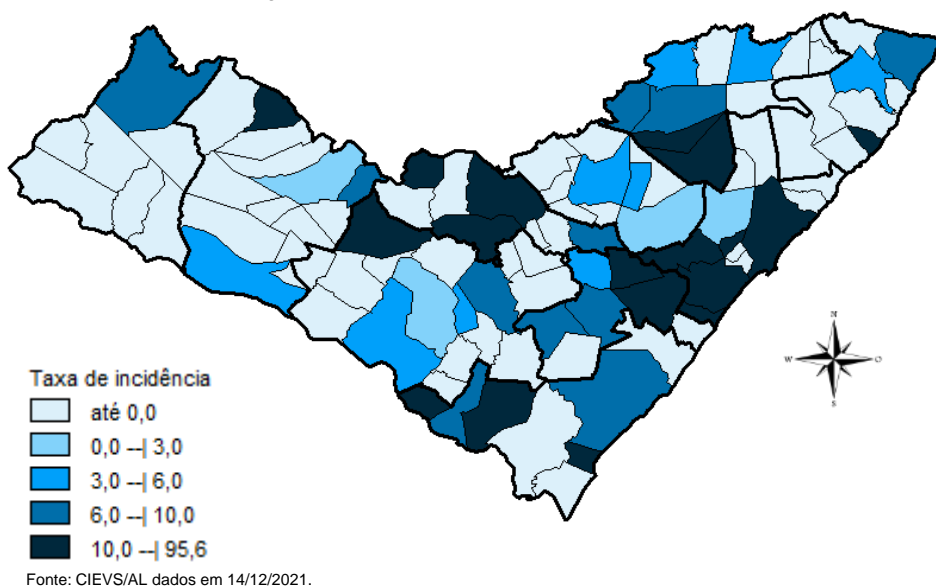 N
W
O
S
Taxa de incidência
até 0,0
0,0 --| 3,0
3,0 --| 6,0
6,0 --| 10,0
10,0 --| 95,6
Fonte: CIEVS/AL dados em 14/12/2021.